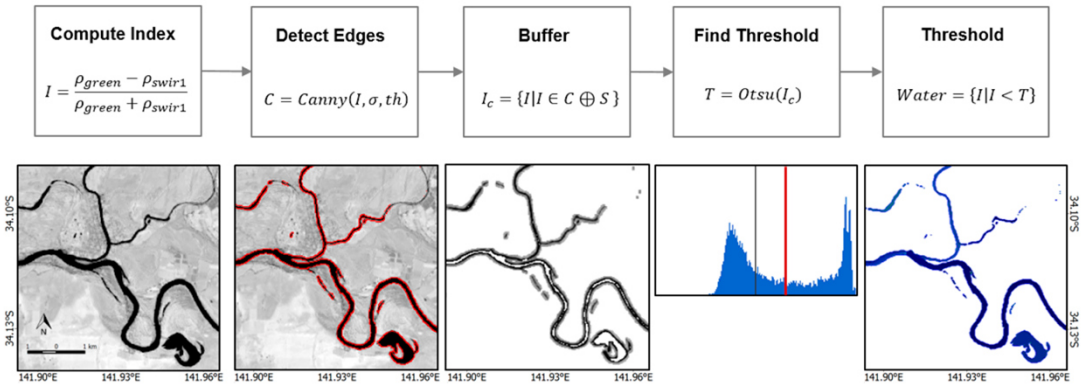 Compute Index
Detect Edges
Buffer
Find Threshold
Threshold
I = (ρgreen − ρswir1) / (ρgreen + ρswir1)
C = Canny(I, σ, th)
Ic = {I|I ∈ C ⊕ S}
T = Otsu(Ic)
Water = {I|I < T}
34.10°S
34.13°S
N
1 0 1 km
141.90°E 141.93°E 141.96°E
141.90°E 141.93°E 141.96°E
34.10°S
34.13°S
141.90°E 141.93°E 141.96°E